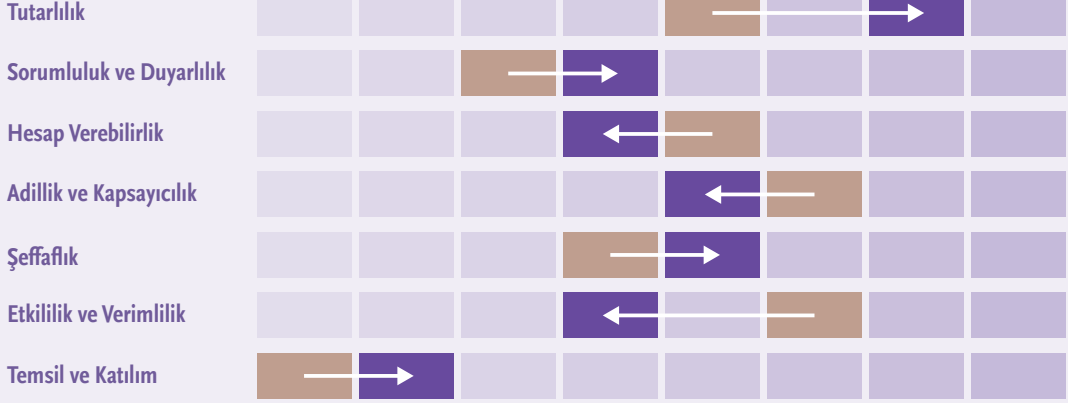 Tutarlılık
Sorumluluk ve Duyarlılık
Hesap Verebilirlik
Adillik ve Kapsayıcılık
Şeffaflık
Etkililik ve Verimlilik
Temsil ve Katılım